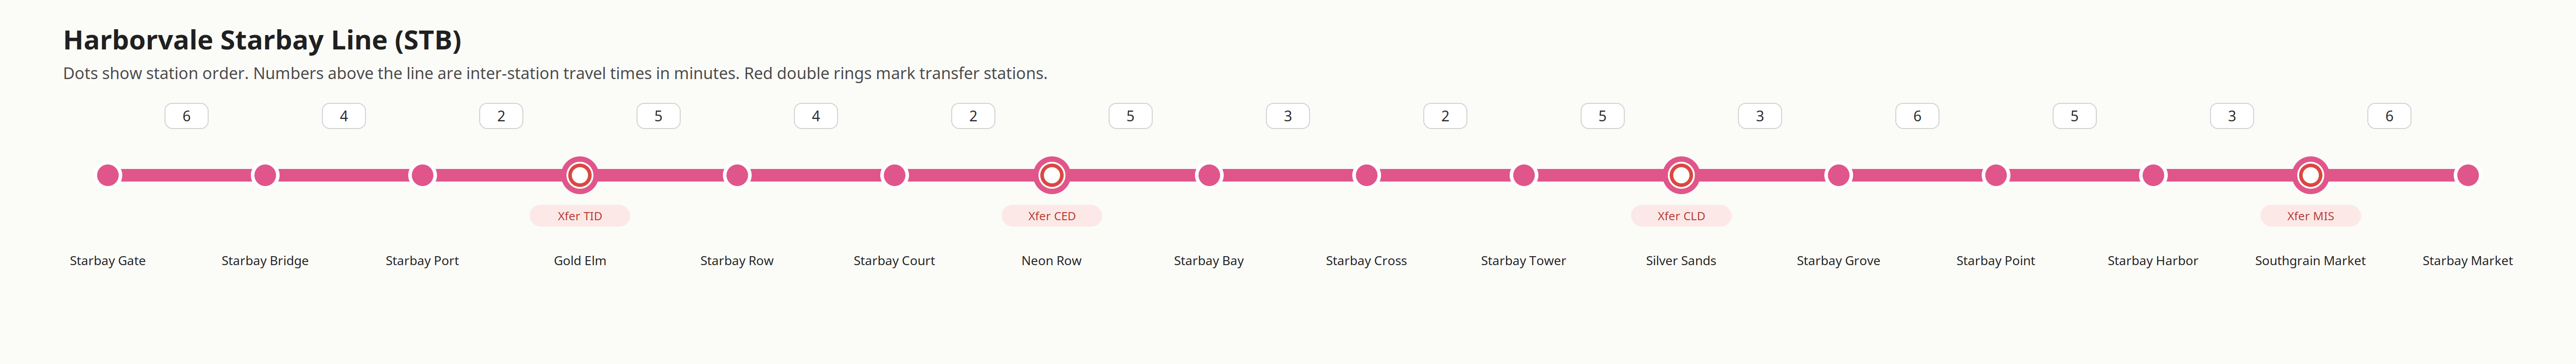 Harborvale Starbay Line (STB)
Dots show station order. Numbers above the line are inter-station travel times in minutes. Red double rings mark transfer stations.
6 4 2 5 4 2 5 3 2 5 3 6 5 3 6
Xfer TID Xfer CED Xfer CLD Xfer MIS
Starbay Gate Starbay Bridge Starbay Port Gold Elm Starbay Row Starbay Court Neon Row Starbay Bay Starbay Cross Starbay Tower Silver Sands Starbay Grove Starbay Point Starbay Harbor Southgrain Market Starbay Market